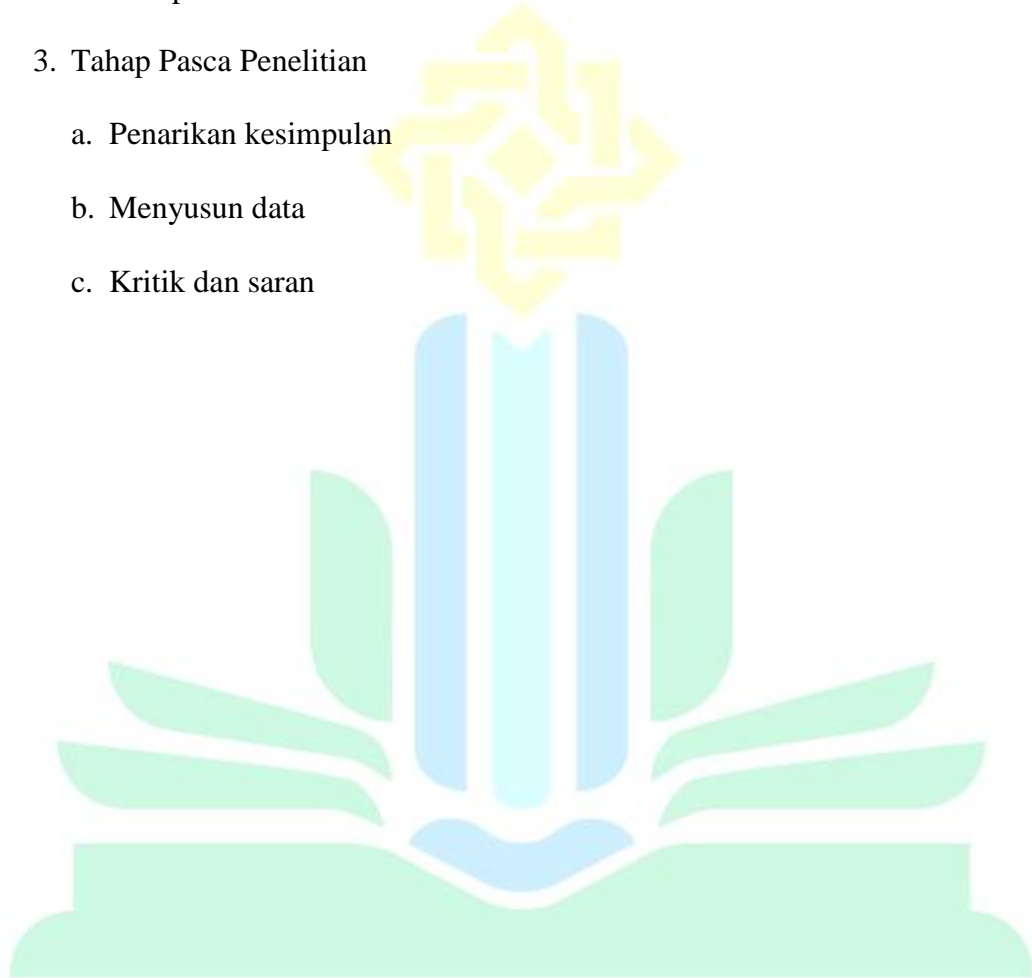 3. Tahap Pasca Penelitian
a. Penarikan kesimpulan
b. Menyusun data
c. Kritik dan saran